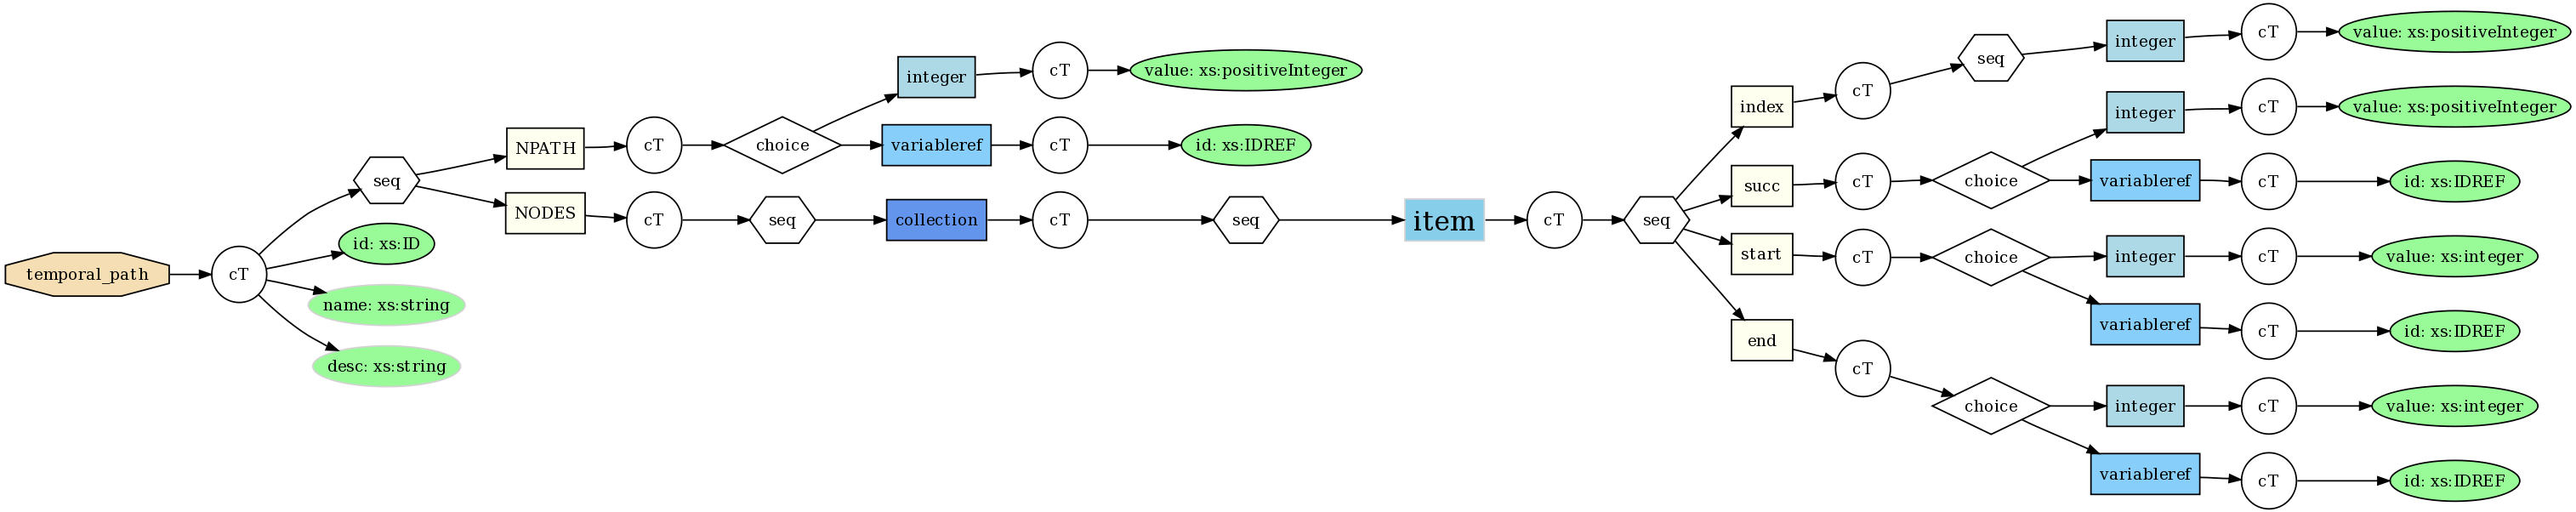 temporal_path
cT
seq
id: xs:ID
name: xs:string
desc: xs:string
NPATH
cT
choice
integer
cT
value: xs:positiveInteger
variableref
cT
id: xs:IDREF
NODES
cT
seq
collection
cT
seq
item
cT
seq
index
cT
seq
integer
cT
value: xs:positiveInteger
succ
cT
choice
integer
cT
value: xs:positiveInteger
variableref
cT
id: xs:IDREF
start
cT
choice
integer
cT
value: xs:integer
variableref
cT
id: xs:IDREF
end
cT
choice
integer
cT
value: xs:integer
variableref
cT
id: xs:IDREF